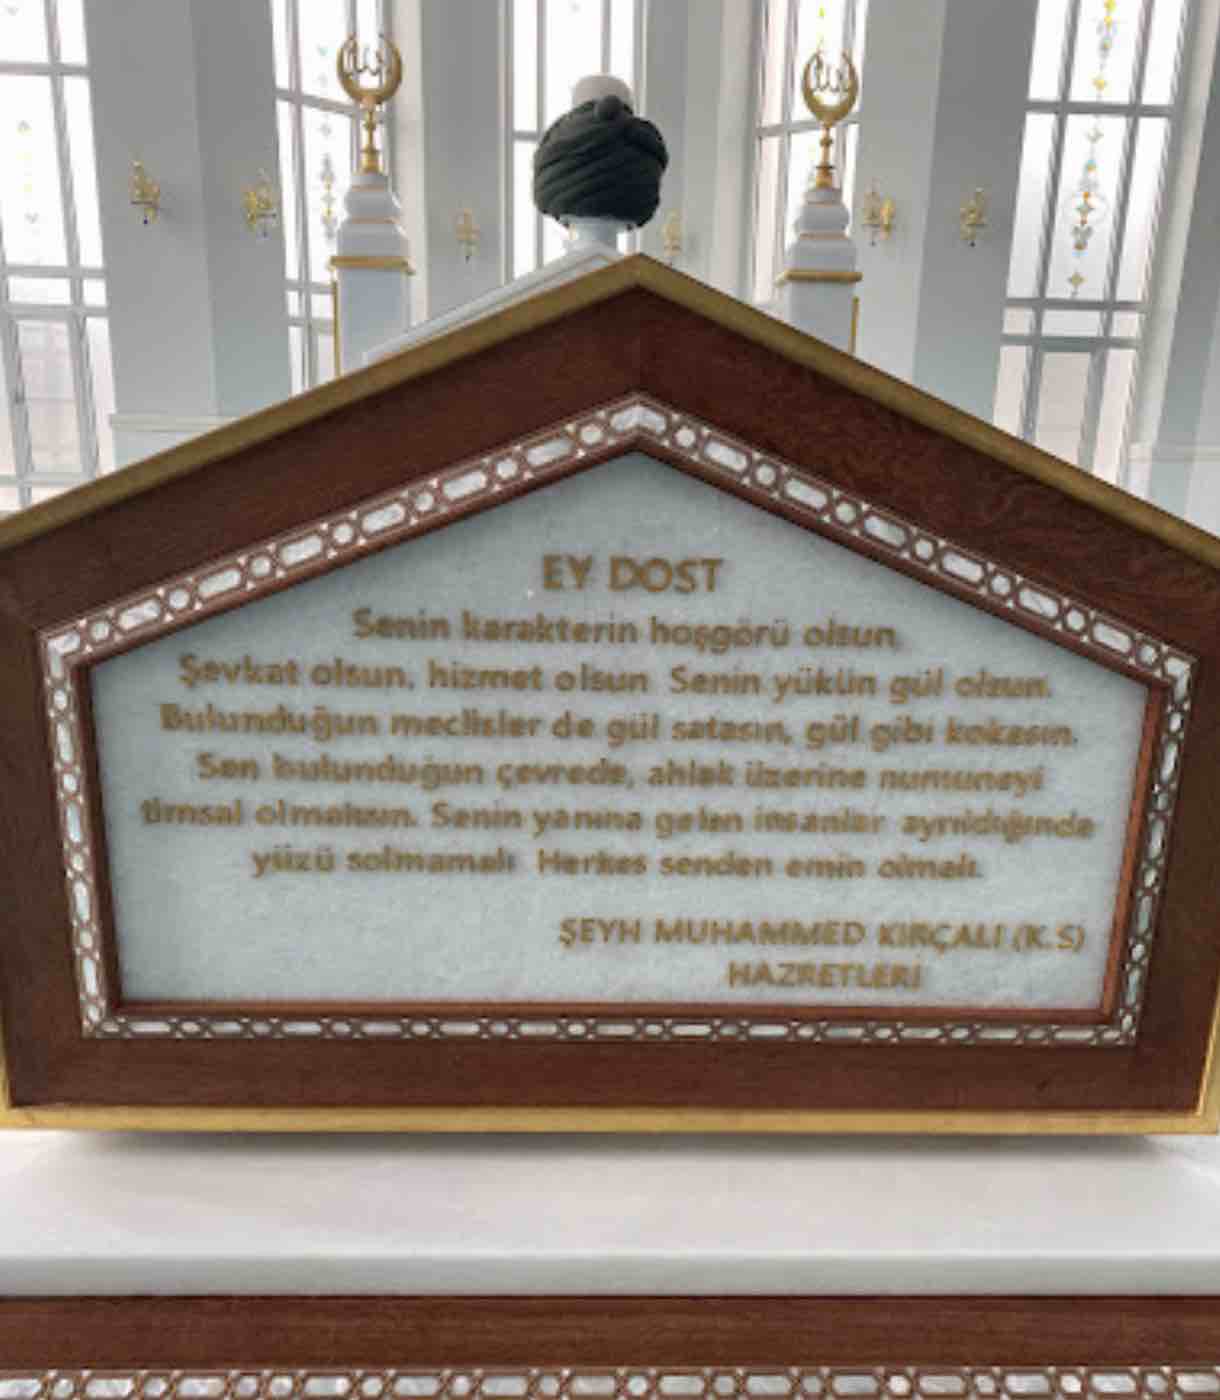 EY DOST
Senin karakterin hoşgörü olsun,
Şevkat olsun, hizmet olsun Senin yükün gül olsun.
Bulunduğun meclisler de gül satasın, gül gibi kokasın.
Sen bulunduğun çevrede, ahlak üzerine numuneyi
timsal olmalısın. Senin yanına gelen insanlar ayrıldığında
yüzü solmamalı Herkes senden emin olmalı.
ŞEYH MUHAMMED KIRÇALI (K.S)
HAZRETLERİ